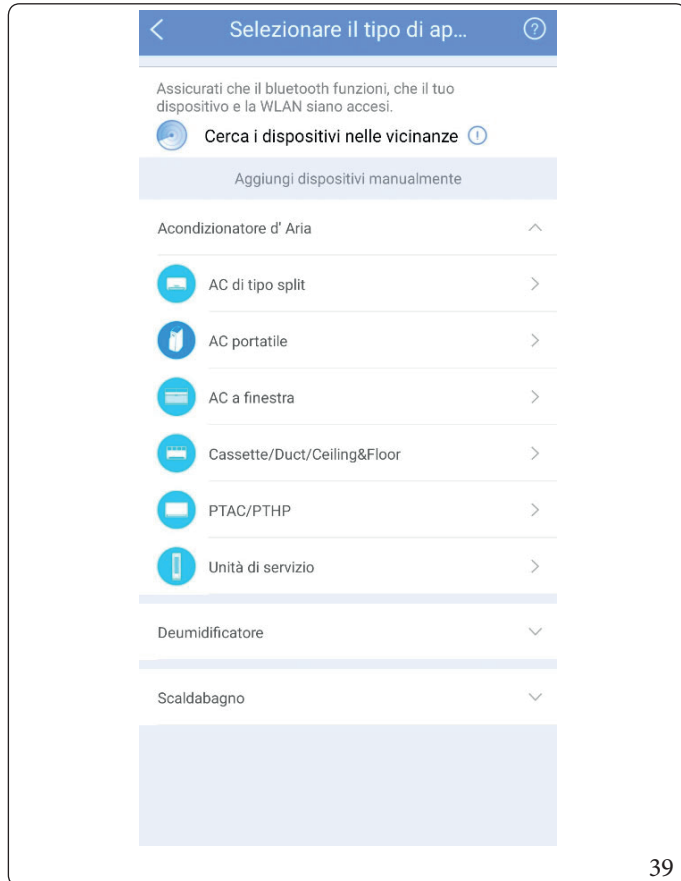 Selezionare il tipo di ap...
Assicurati che il bluetooth funzioni, che il tuo
dispositivo e la WLAN siano accesi.
Cerca i dispositivi nelle vicinanze
Aggiungi dispositivi manualmente
Acondizionatore d' Aria
AC di tipo split
AC portatile
AC a finestra
Cassette/Duct/Ceiling&Floor
PTAC/PTHP
Unità di servizio
Deumidificatore
Scaldabagno
39